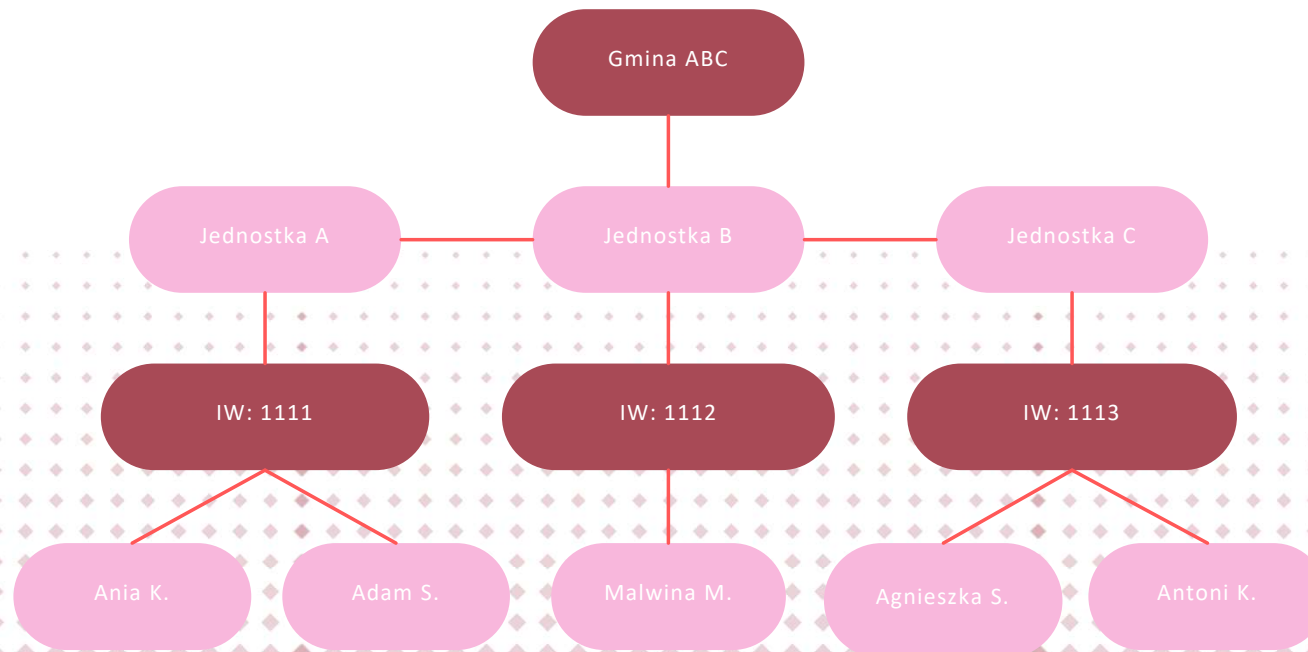 Gmina ABC
Jednostka A
Jednostka B
Jednostka C
IW: 1111
IW: 1112
IW: 1113
Ania K.
Adam S.
Malwina M.
Agnieszka S.
Antoni K.